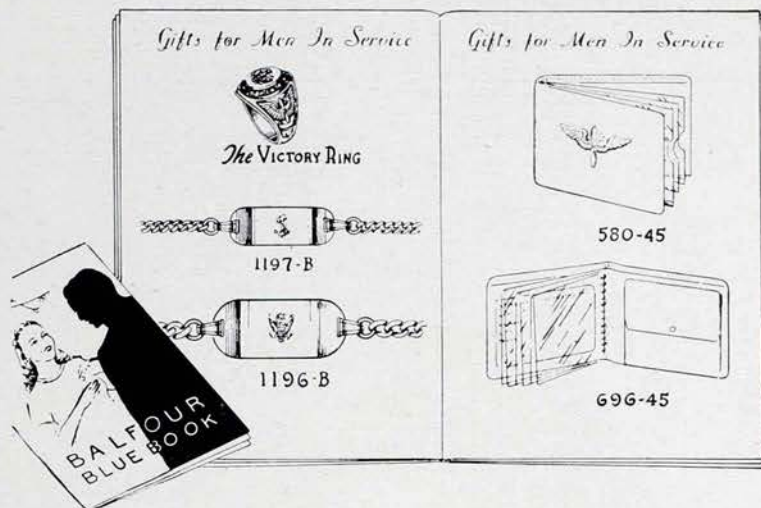 Gifts for Men In Service
The VICTORY RING
1197-B
1196-B
Gifts for Men In Service
580-45
696-45
BALFOUR
BLUE BOOK